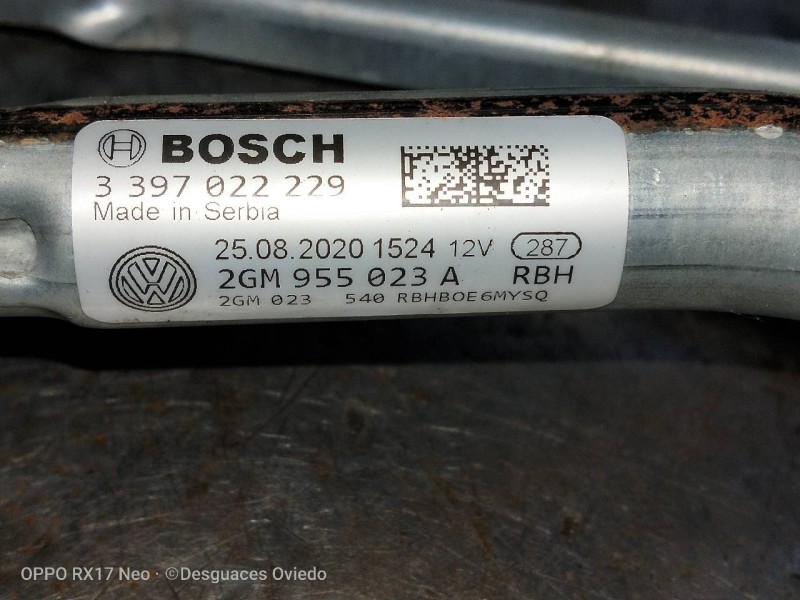 BOSCH
3 397 022 229
Made in Serbia
25.08.2020 1524 12V 287
2GM 955 023 A RBH
2GM 023 540 RBHBOE6MYSQ
OPPO RX17 Neo · ©Desguaces Oviedo